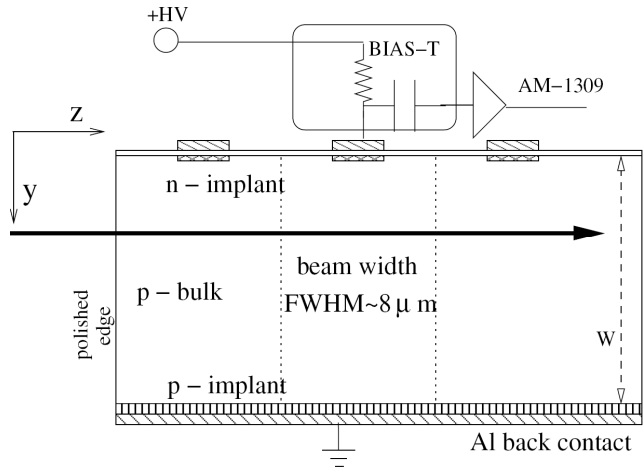 +HV
BIAS−T
AM−1309
z
y
n − implant
beam width
FWHM~8 μ m
p − bulk
polished
edge
W
p − implant
Al back contact